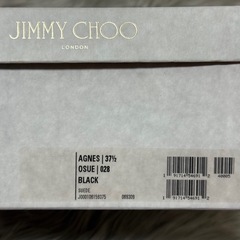 JIMMY CHOO
LONDON
AGNES | 37½
OSUE | 028
BLACK
SUEDE